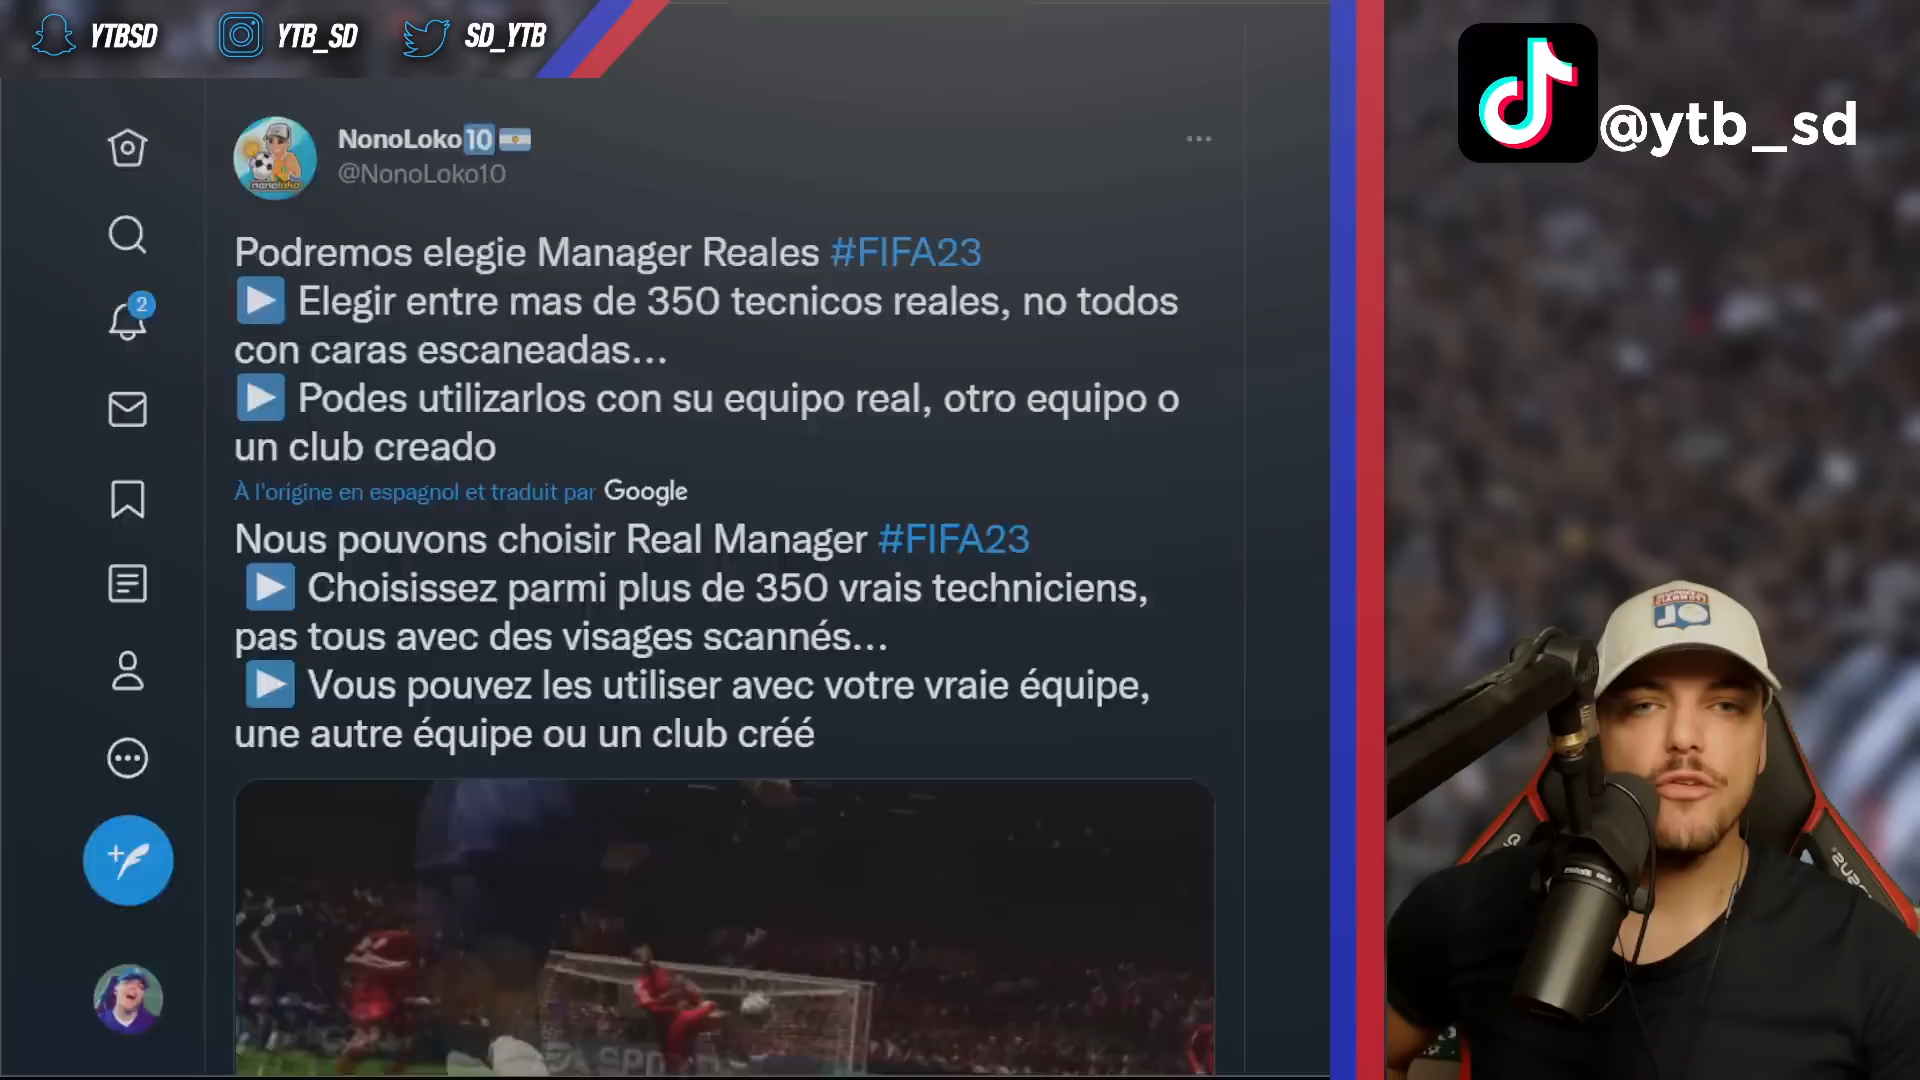 YTBSD
YTB_SD
SD_YTB
@ytb_sd
NonoLoko10
@NonoLoko10
Podremos elegie Manager Reales #FIFA23
Elegir entre mas de 350 tecnicos reales, no todos
con caras escaneadas...
Podes utilizarlos con su equipo real, otro equipo o
un club creado
À l'origine en espagnol et traduit par Google
Nous pouvons choisir Real Manager #FIFA23
Choisissez parmi plus de 350 vrais techniciens,
pas tous avec des visages scannés...
Vous pouvez les utiliser avec votre vraie équipe,
une autre équipe ou un club créé
2